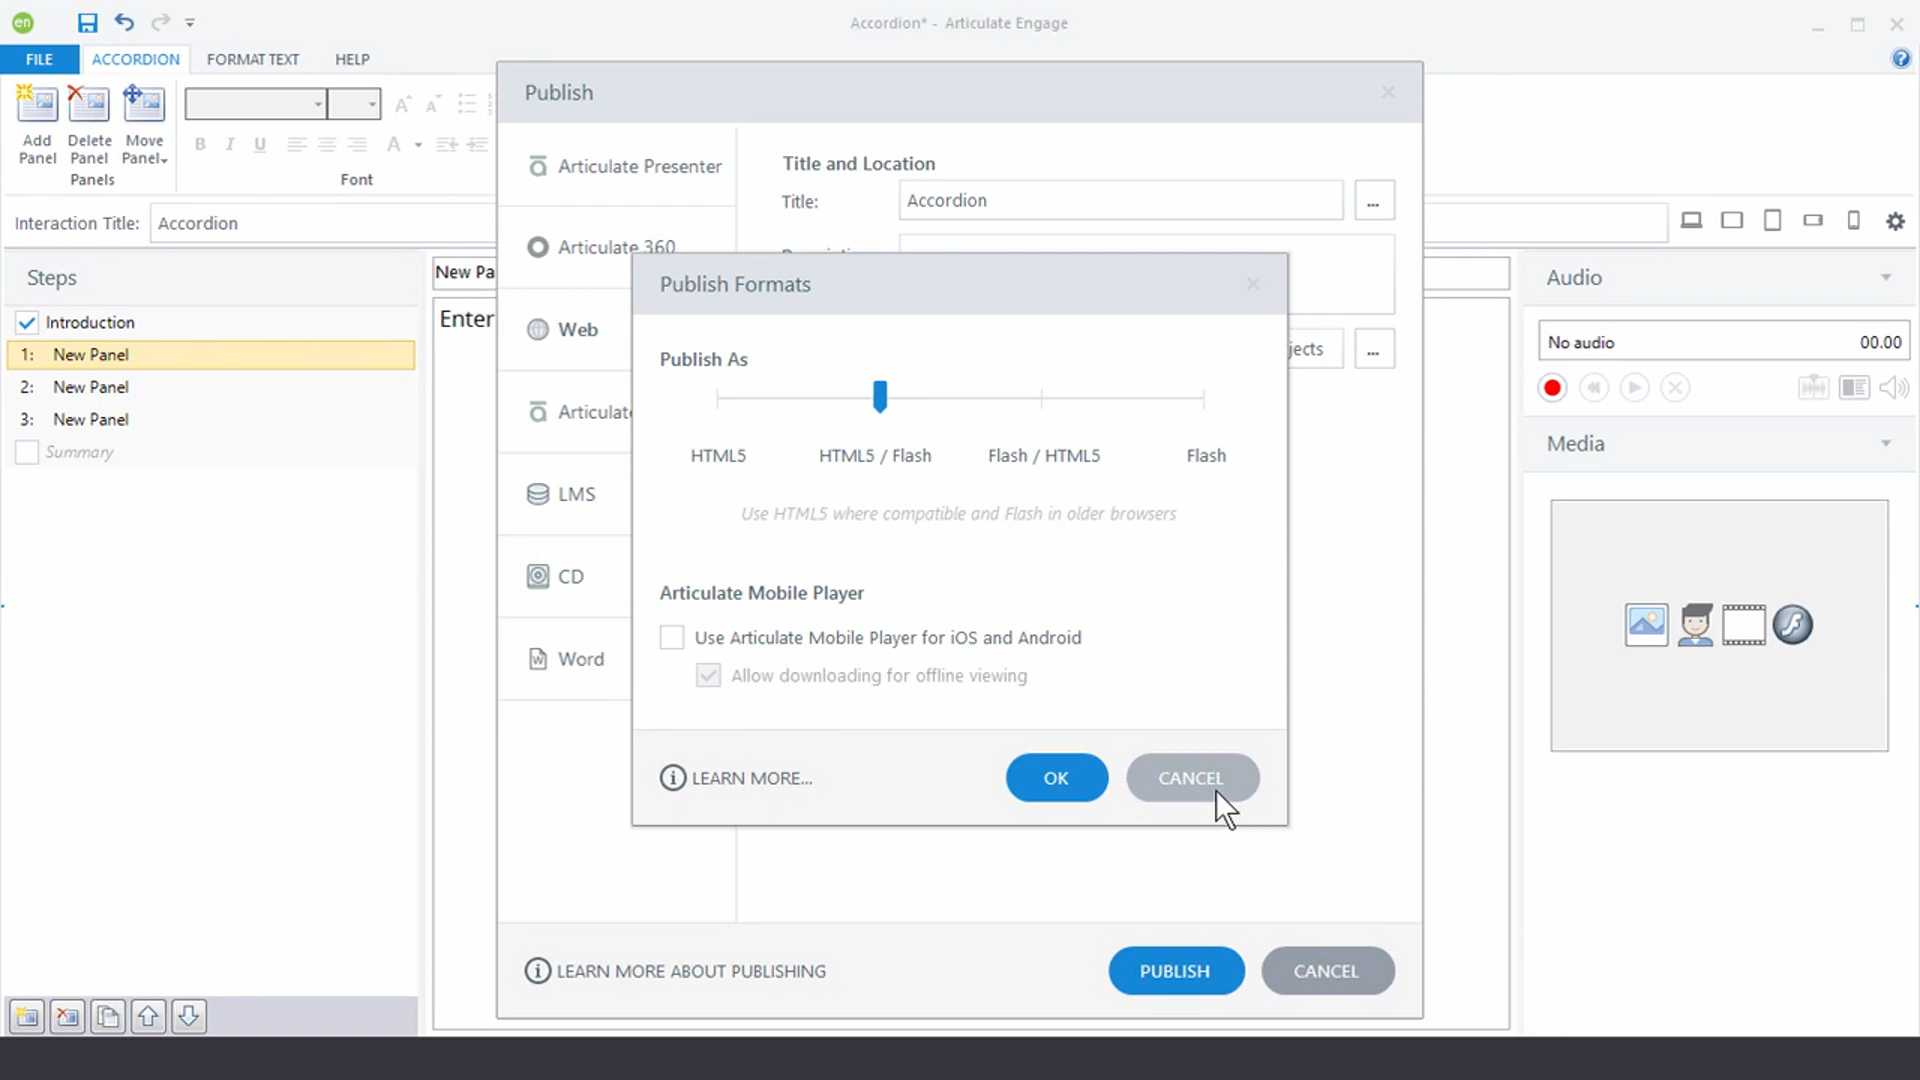 en
Accordion* - Articulate Engage
FILE
ACCORDION
FORMAT TEXT
HELP
Add Panel
Delete Panel
Move Panel
Panels
B I U A
Font
Interaction Title: Accordion
Steps
Introduction
1: New Panel
2: New Panel
3: New Panel
Summary
New Pa
Enter
Publish
Articulate Presenter
Articulate 360
Web
Articulate
LMS
CD
Word
Title and Location
Title: Accordion ...
jects ...
Publish Formats
Publish As
HTML5
HTML5 / Flash
Flash / HTML5
Flash
Use HTML5 where compatible and Flash in older browsers
Articulate Mobile Player
Use Articulate Mobile Player for iOS and Android
Allow downloading for offline viewing
LEARN MORE...
OK
CANCEL
LEARN MORE ABOUT PUBLISHING
PUBLISH
CANCEL
Audio
No audio 00.00
Media